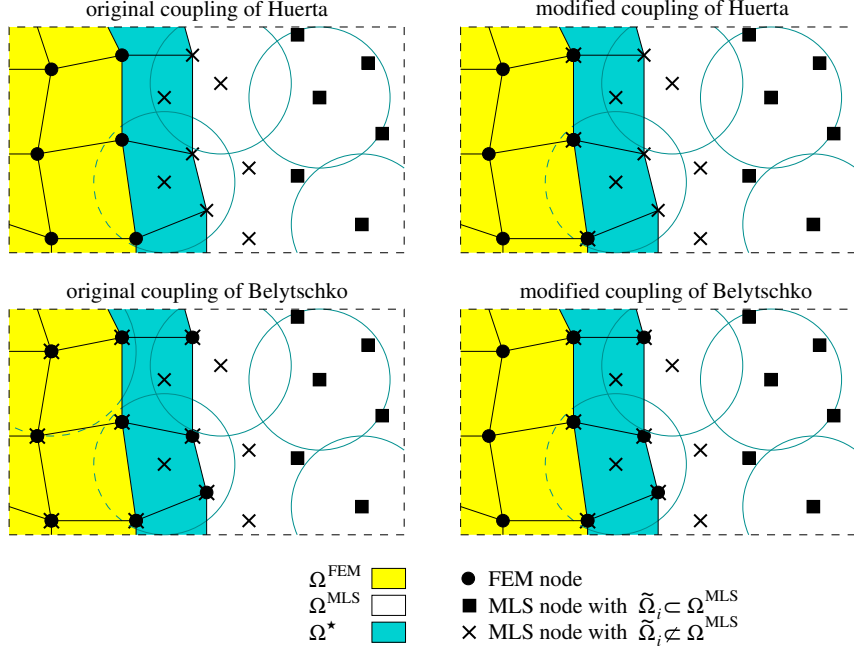 original coupling of Huerta
modified coupling of Huerta
original coupling of Belytschko
modified coupling of Belytschko
Ω^FEM
Ω^MLS
Ω^★
FEM node
MLS node with Ω̃_i ⊂ Ω^MLS
MLS node with Ω̃_i ⊄ Ω^MLS